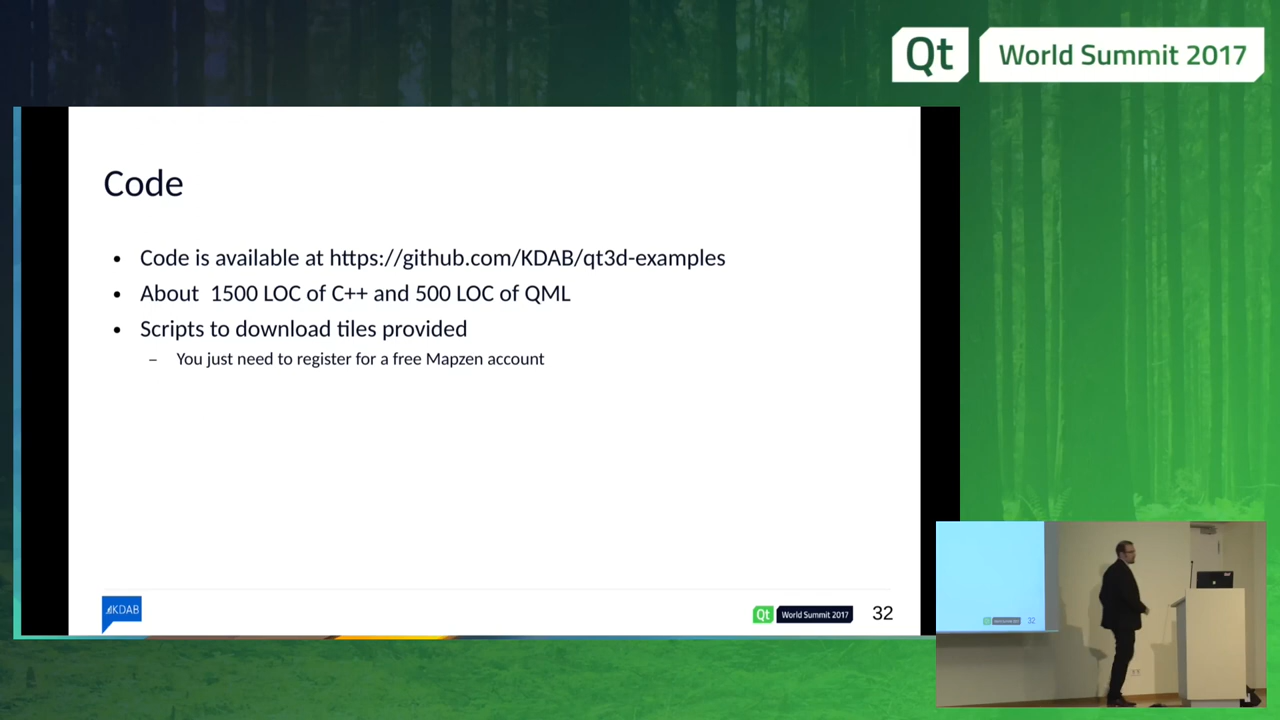 Qt World Summit 2017
Code
• Code is available at https://github.com/KDAB/qt3d-examples
• About 1500 LOC of C++ and 500 LOC of QML
• Scripts to download tiles provided
– You just need to register for a free Mapzen account
KDAB
Qt World Summit 2017 32
32